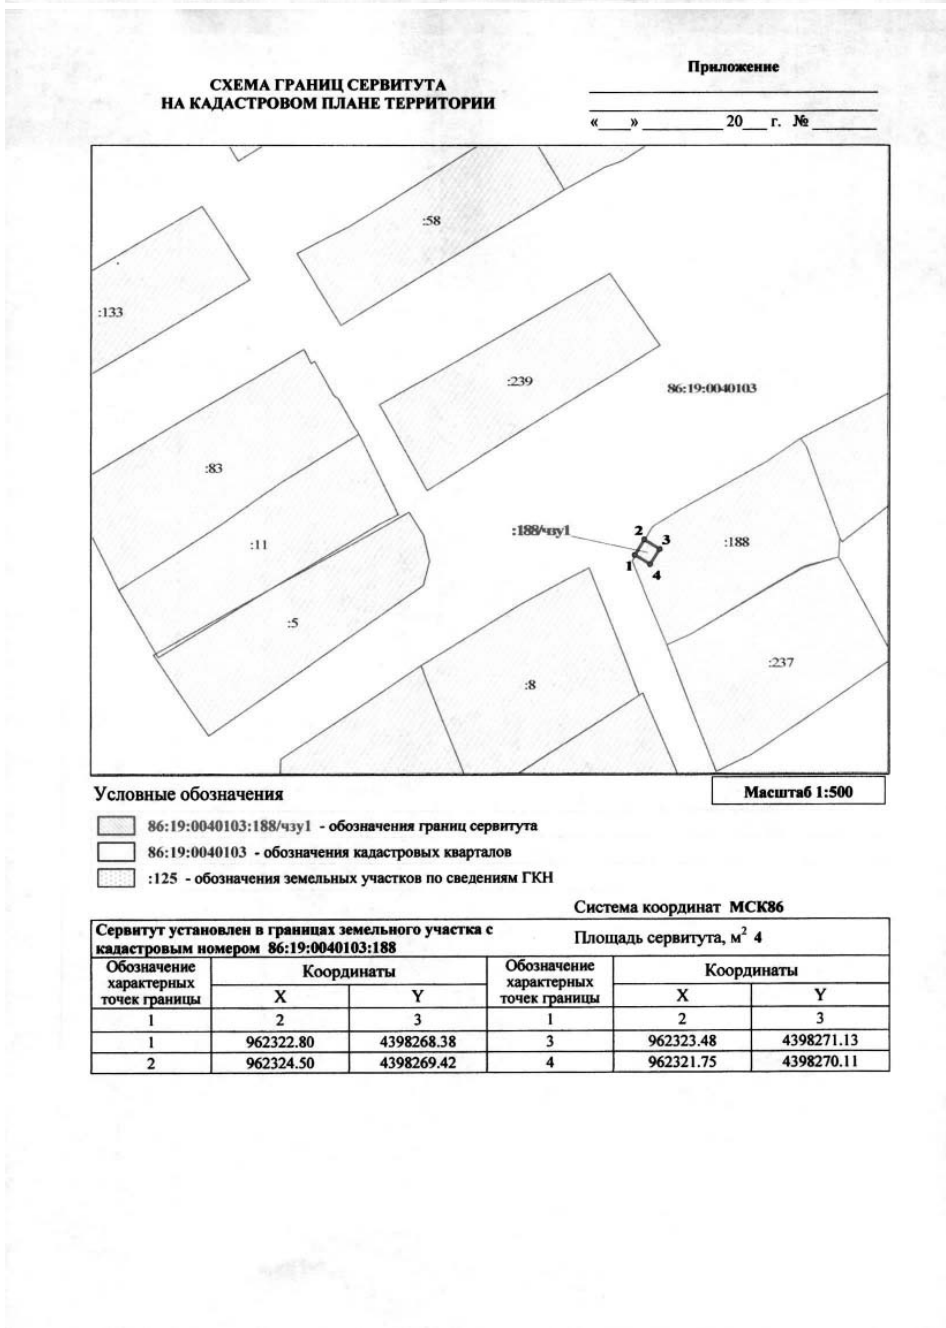 Приложение
СХЕМА ГРАНИЦ СЕРВИТУТА
НА КАДАСТРОВОМ ПЛАНЕ ТЕРРИТОРИИ
«____» __________ 20___ г. № ________
:58
:133
:239
86:19:0040103
:83
:188/чзу1
2
3
:11
:188
1
4
:5
:237
:8
Условные обозначения
Масштаб 1:500
86:19:0040103:188/чзу1 - обозначения границ сервитута
86:19:0040103 - обозначения кадастровых кварталов
:125 - обозначения земельных участков по сведениям ГКН
Система координат МСК86
Сервитут установлен в границах земельного участка с
кадастровым номером 86:19:0040103:188
Площадь сервитута, м² 4
Обозначение характерных точек границы Координаты Обозначение характерных точек границы Координаты
X Y X Y
1 2 3 1 2 3
1 962322.80 4398268.38 3 962323.48 4398271.13
2 962324.50 4398269.42 4 962321.75 4398270.11